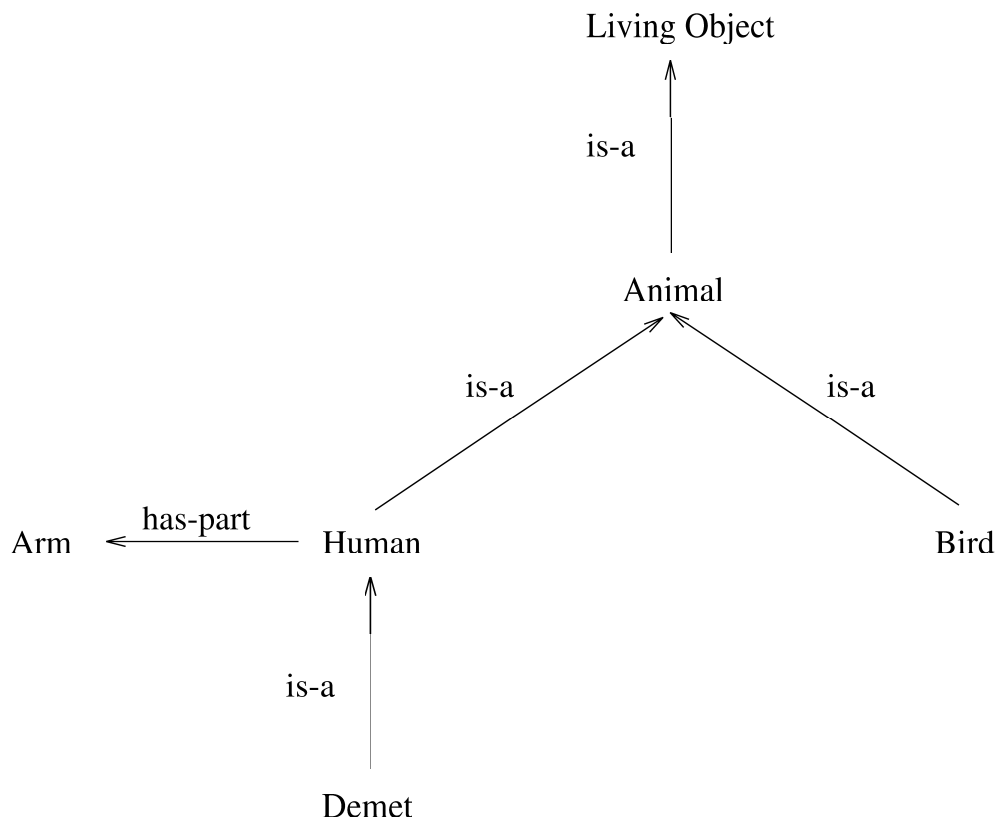 Living Object
is-a
Animal
is-a
is-a
has-part
Arm
Human
Bird
is-a
Demet